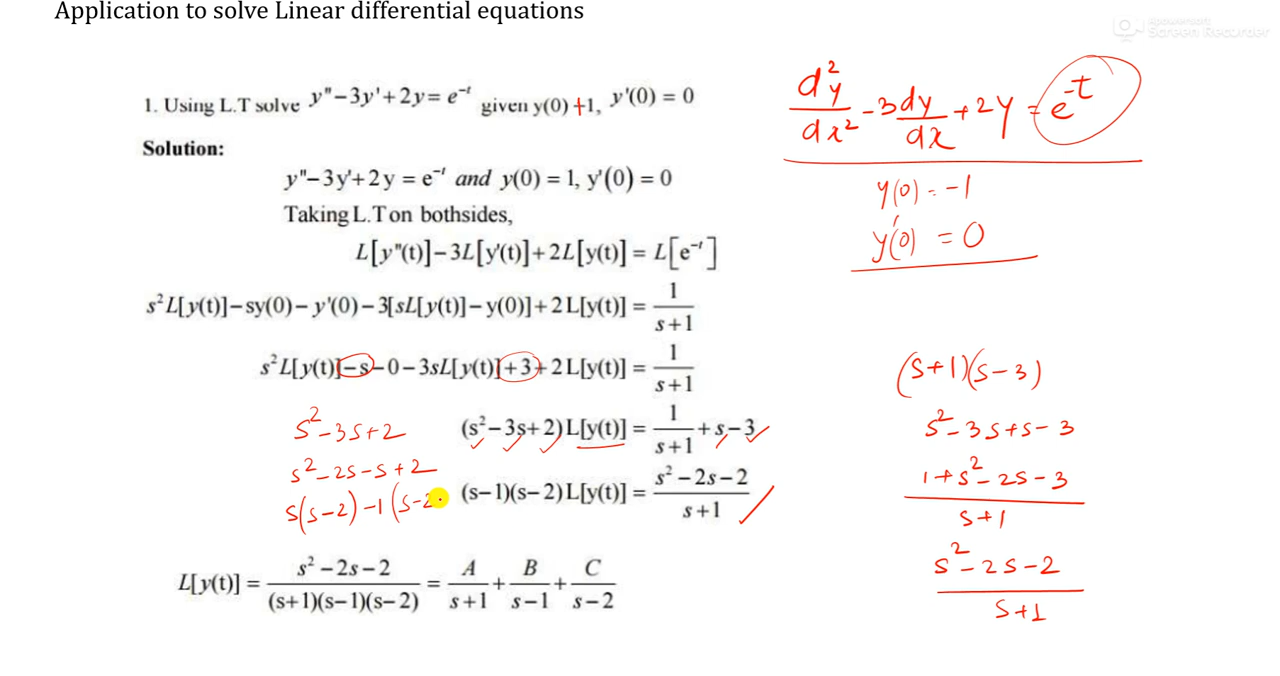 Application to solve Linear differential equations
Apowersoft
Screen Recorder
1. Using L.T solve y"−3y'+2y= e⁻ᵗ given y(0)+1, y'(0) = 0
d²y/dx² −3dy/dx +2y = e⁻ᵗ
y(0) = -1
y'(0) = 0
Solution:
y"−3y'+2y = e⁻ᵗ and y(0) = 1, y'(0) = 0
Taking L.T on bothsides,
L[y"(t)]−3L[y'(t)]+2L[y(t)] = L[e⁻ᵗ]
s²L[y(t)]−sy(0)−y'(0)−3[sL[y(t)]−y(0)]+2L[y(t)] = 1/(s+1)
s²L[y(t)]−s−0−3sL[y(t)]+3+2L[y(t)] = 1/(s+1)
(s²−3s+2)L[y(t)] = 1/(s+1) +s−3
(s−1)(s−2)L[y(t)] = (s²−2s−2)/(s+1)
L[y(t)] = (s²−2s−2)/((s+1)(s−1)(s−2)) = A/(s+1) + B/(s−1) + C/(s−2)
s²−3s+2
s²−2s−s+2
s(s−2)−1(s−2
(s+1)(s−3)
s²−3s+s−3
(1+s²−2s−3)/(s+1)
(s²−2s−2)/(s+1)